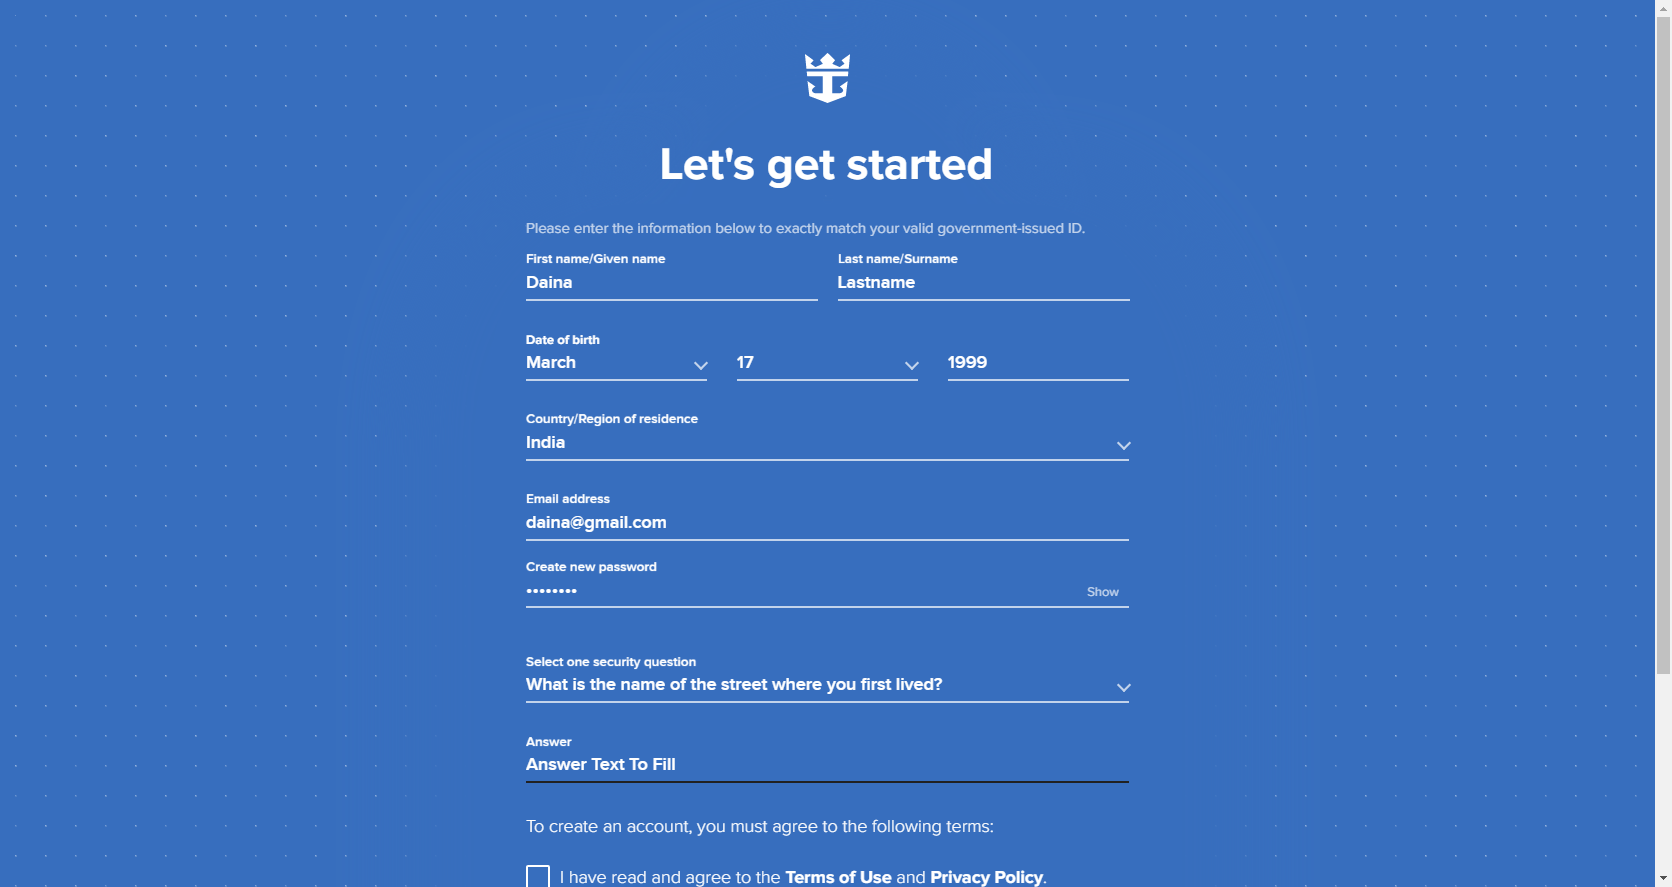 Let's get started
Please enter the information below to exactly match your valid government-issued ID.
First name/Given name Last name/Surname
Daina Lastname
Date of birth
March 17 1999
Country/Region of residence
India
Email address
daina@gmail.com
Create new password
•••••••• Show
Select one security question
What is the name of the street where you first lived?
Answer
Answer Text To Fill
To create an account, you must agree to the following terms:
I have read and agree to the Terms of Use and Privacy Policy.